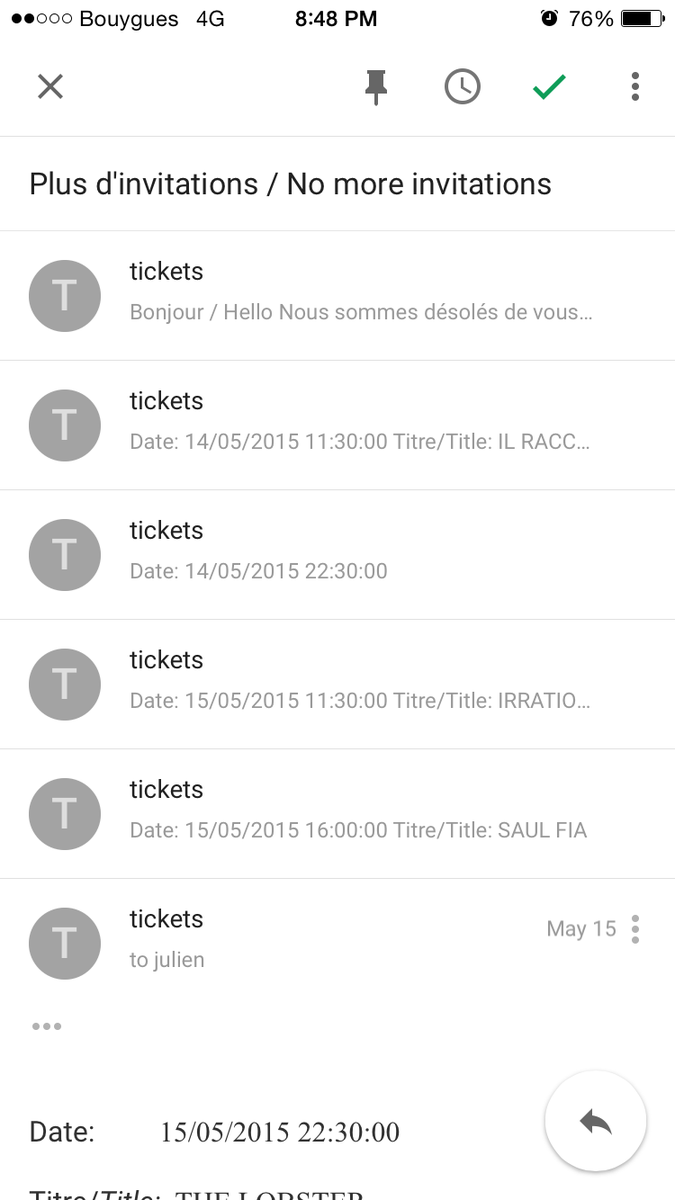 Bouygues 4G 8:48 PM 76%
Plus d'invitations / No more invitations
T
tickets
Bonjour / Hello Nous sommes désolés de vous...
T
tickets
Date: 14/05/2015 11:30:00 Titre/Title: IL RACC...
T
tickets
Date: 14/05/2015 22:30:00
T
tickets
Date: 15/05/2015 11:30:00 Titre/Title: IRRATIO...
T
tickets
Date: 15/05/2015 16:00:00 Titre/Title: SAUL FIA
T
tickets
May 15
to julien
Date: 15/05/2015 22:30:00
Titre/Title: THE LOBSTER